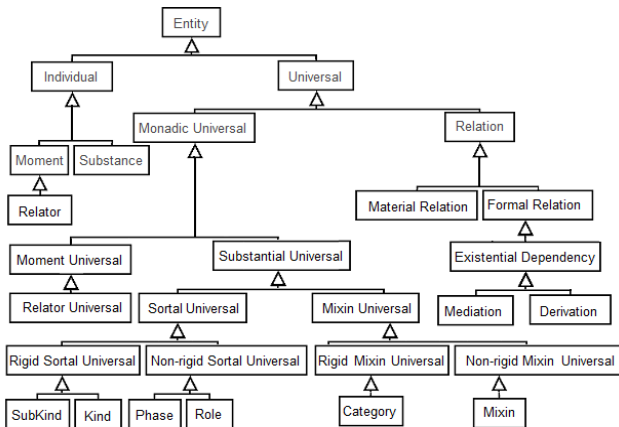 Entity
Individual
Universal
Monadic Universal
Relation
Moment
Substance
Relator
Material Relation
Formal Relation
Moment Universal
Substantial Universal
Existential Dependency
Relator Universal
Sortal Universal
Mixin Universal
Mediation
Derivation
Rigid Sortal Universal
Non-rigid Sortal Universal
Rigid Mixin Universal
Non-rigid Mixin Universal
SubKind
Kind
Phase
Role
Category
Mixin